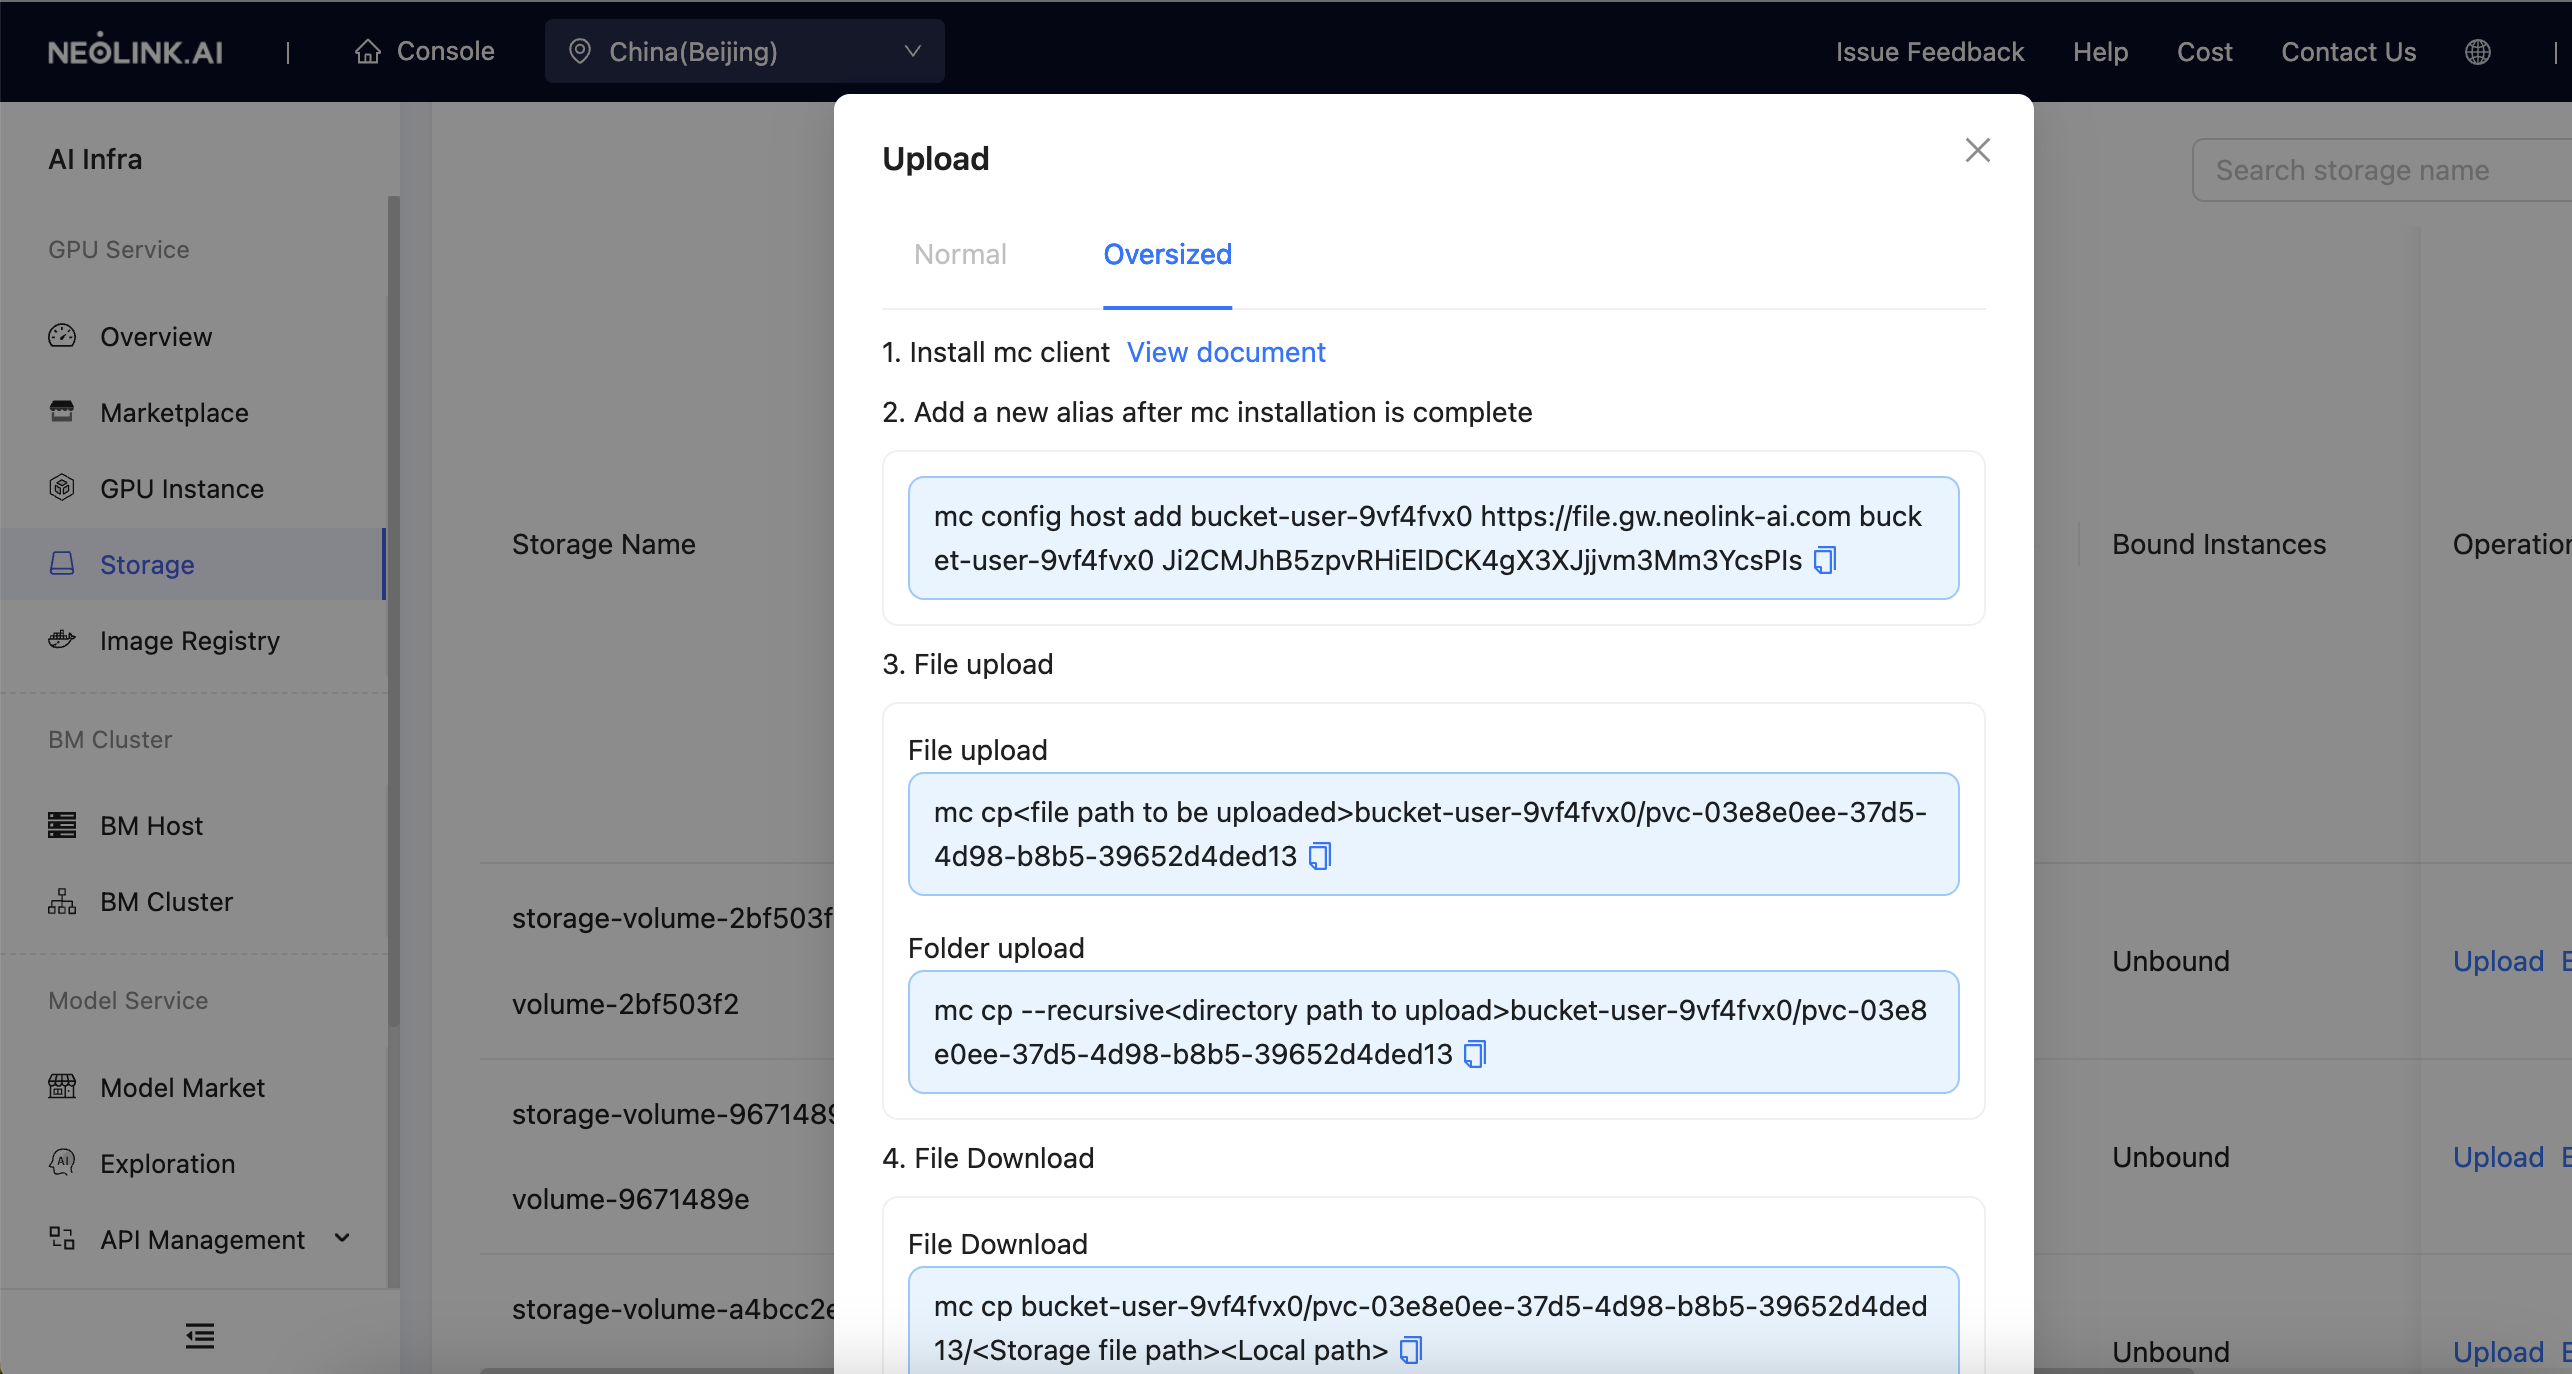 NEOLINK.AI | Console China(Beijing) Issue Feedback Help Cost Contact Us |
AI Infra
GPU Service
Overview
Marketplace
GPU Instance
Storage
Image Registry
BM Cluster
BM Host
BM Cluster
Model Service
Model Market
Exploration
API Management
Search storage name
Storage Name
Bound Instances
Operation
storage-volume-2bf503f
volume-2bf503f2
Unbound
Upload
storage-volume-9671489
volume-9671489e
Unbound
Upload
storage-volume-a4bcc2e
Unbound
Upload
Upload
Normal
Oversized
1. Install mc client View document
2. Add a new alias after mc installation is complete
mc config host add bucket-user-9vf4fvx0 https://file.gw.neolink-ai.com buck
et-user-9vf4fvx0 Ji2CMJhB5zpvRHiElDCK4gX3XJjjvm3Mm3YcsPIs
3. File upload
File upload
mc cp<file path to be uploaded>bucket-user-9vf4fvx0/pvc-03e8e0ee-37d5-
4d98-b8b5-39652d4ded13
Folder upload
mc cp --recursive<directory path to upload>bucket-user-9vf4fvx0/pvc-03e8
e0ee-37d5-4d98-b8b5-39652d4ded13
4. File Download
File Download
mc cp bucket-user-9vf4fvx0/pvc-03e8e0ee-37d5-4d98-b8b5-39652d4ded
13/<Storage file path><Local path>